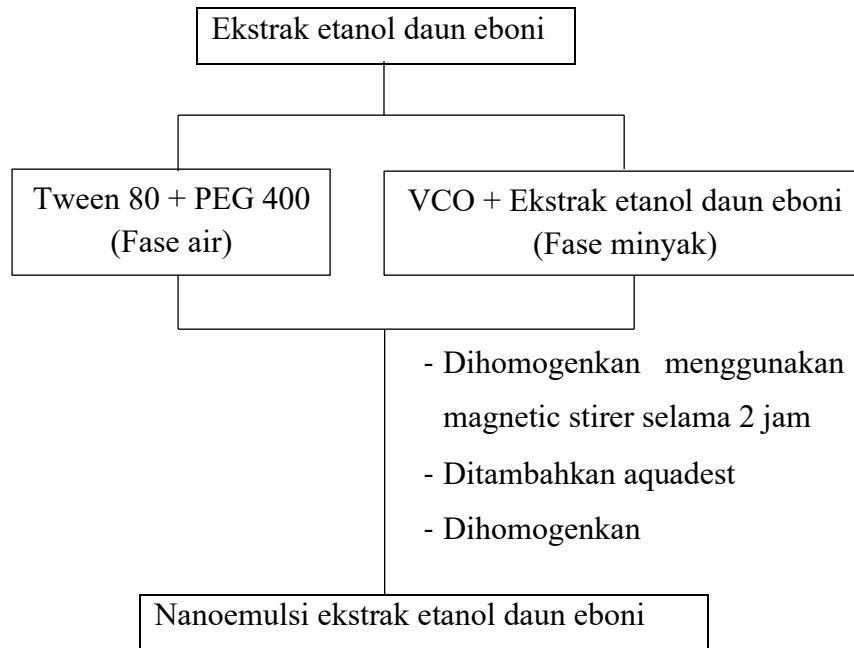 Ekstrak etanol daun eboni
Tween 80 + PEG 400
(Fase air)
VCO + Ekstrak etanol daun eboni
(Fase minyak)
- Dihomogenkan menggunakan
magnetic stirer selama 2 jam
- Ditambahkan aquadest
- Dihomogenkan
Nanoemulsi ekstrak etanol daun eboni